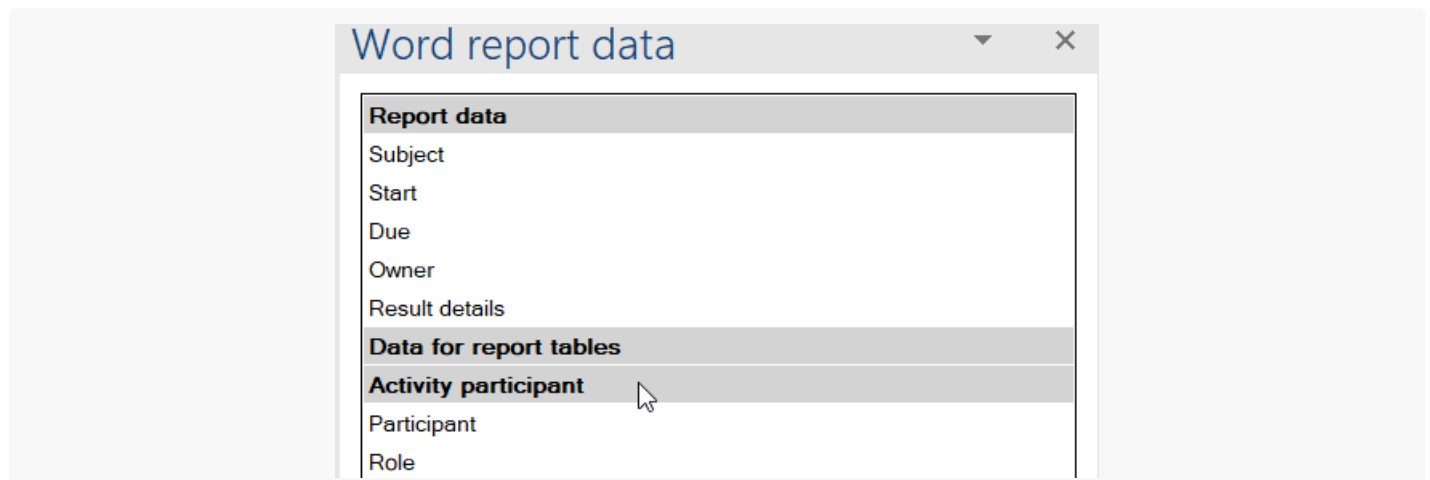 Word report data
Report data
Subject
Start
Due
Owner
Result details
Data for report tables
Activity participant
Participant
Role